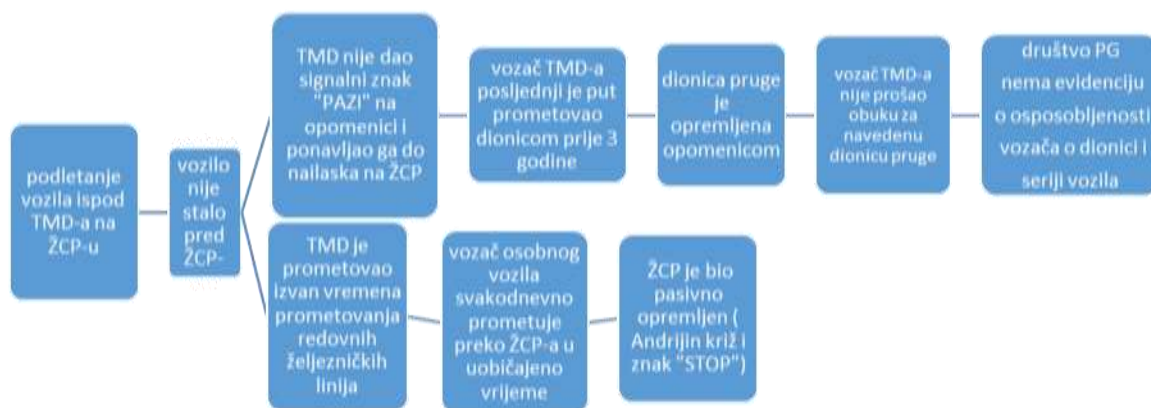 podletanje
vozila ispod
TMD-a na
ŽCP-u
vozilo
nije
stalo
pred
ŽCP-
TMD nije dao
signalni znak
"PAZI" na
opomenici i
ponavljao ga do
nailaska na ŽCP
vozač TMD-a
posljednji je put
prometovao
dionicom prije 3
godine
dionica pruge
je
opremljena
opomenicom
vozač TMD-a
nije prošao
obuku za
navedenu
dionicu pruge
društvo PG
nema evidenciju
o osposobljenosti
vozača o dionici i
seriji vozila
TMD je
prometovao
izvan vremena
prometovanja
redovnih
željezničkih
linija
vozač osobnog
vozila
svakodnevno
prometuje
preko ŽCP-a u
uobičajeno
vrijeme
ŽCP je bio
pasivno
opremljen (
Andrijin križ i
znak "STOP")